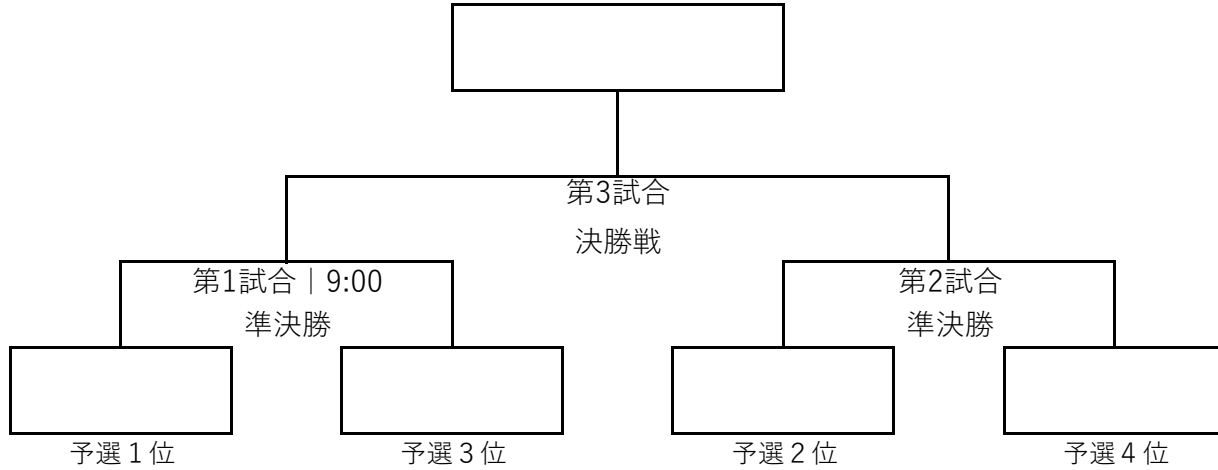 第3試合
決勝戦
第1試合｜9:00
準決勝
第2試合
準決勝
予選１位
予選３位
予選２位
予選４位